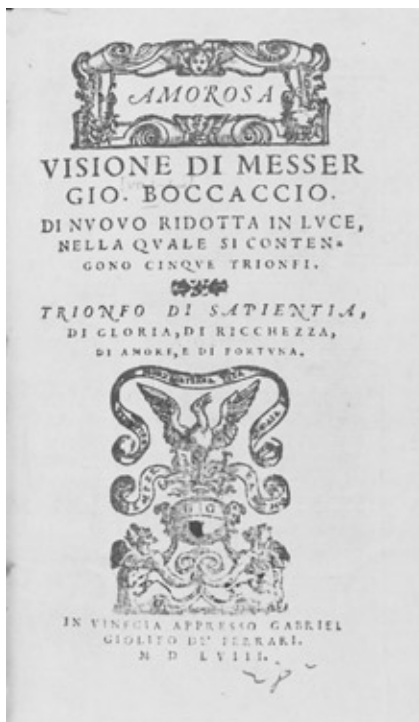 AMOROSA
VISIONE DI MESSER
GIO. BOCCACCIO.
DI NVOVO RIDOTTA IN LVCE,
NELLA QVALE SI CONTEN-
GONO CINQVE TRIONFI.
TRIONFO DI SAPIENTIA,
DI GLORIA, DI RICCHEZZA,
DI AMORE, E DI FORTVNA.
SEMPER
IN VINEGIA APPRESSO GABRIEL
GIOLITO DE' FERRARI.
M D LVIII.